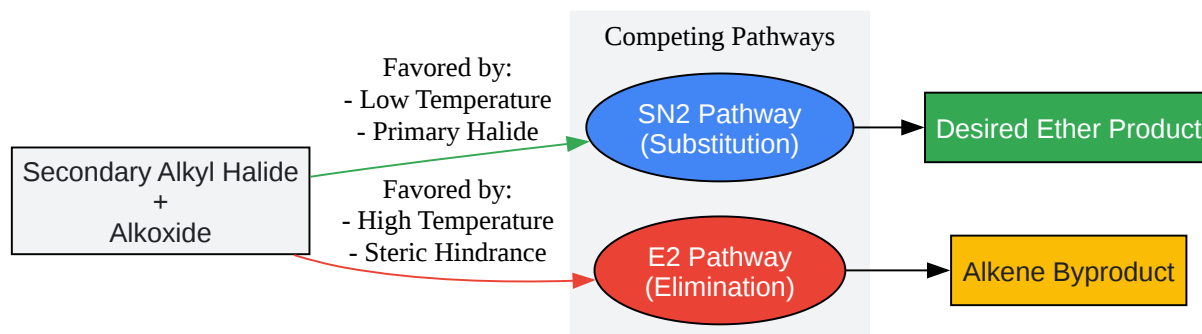 Competing Pathways
Favored by:
- Low Temperature
- Primary Halide
SN2 Pathway
(Substitution)
Desired Ether Product
Secondary Alkyl Halide
+
Alkoxide
Favored by:
- High Temperature
- Steric Hindrance
E2 Pathway
(Elimination)
Alkene Byproduct